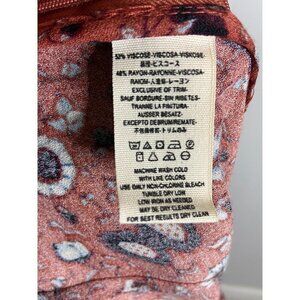 52% VISCOSE-VISCOSA-VISKOSE
48% RAYON-RAYONNE-VISCOSA
EXCLUSIVE OF TRIM-
SAUF BORDURE-SIN RISETES-
TRANNE LA PINSTAT-
AUSSER BESATZ-
EXCEPTO DEBRUM/REMATE-
MACHINE WASH COLD
WITH LIKE COLORS
USE ONLY NON-CHLORINE BLEACH
TUMBLE DRY LOW
LOW IRON AS NEEDED
MAY BE DRY CLEANED
FOR BEST RESULTS DRY CLEAN